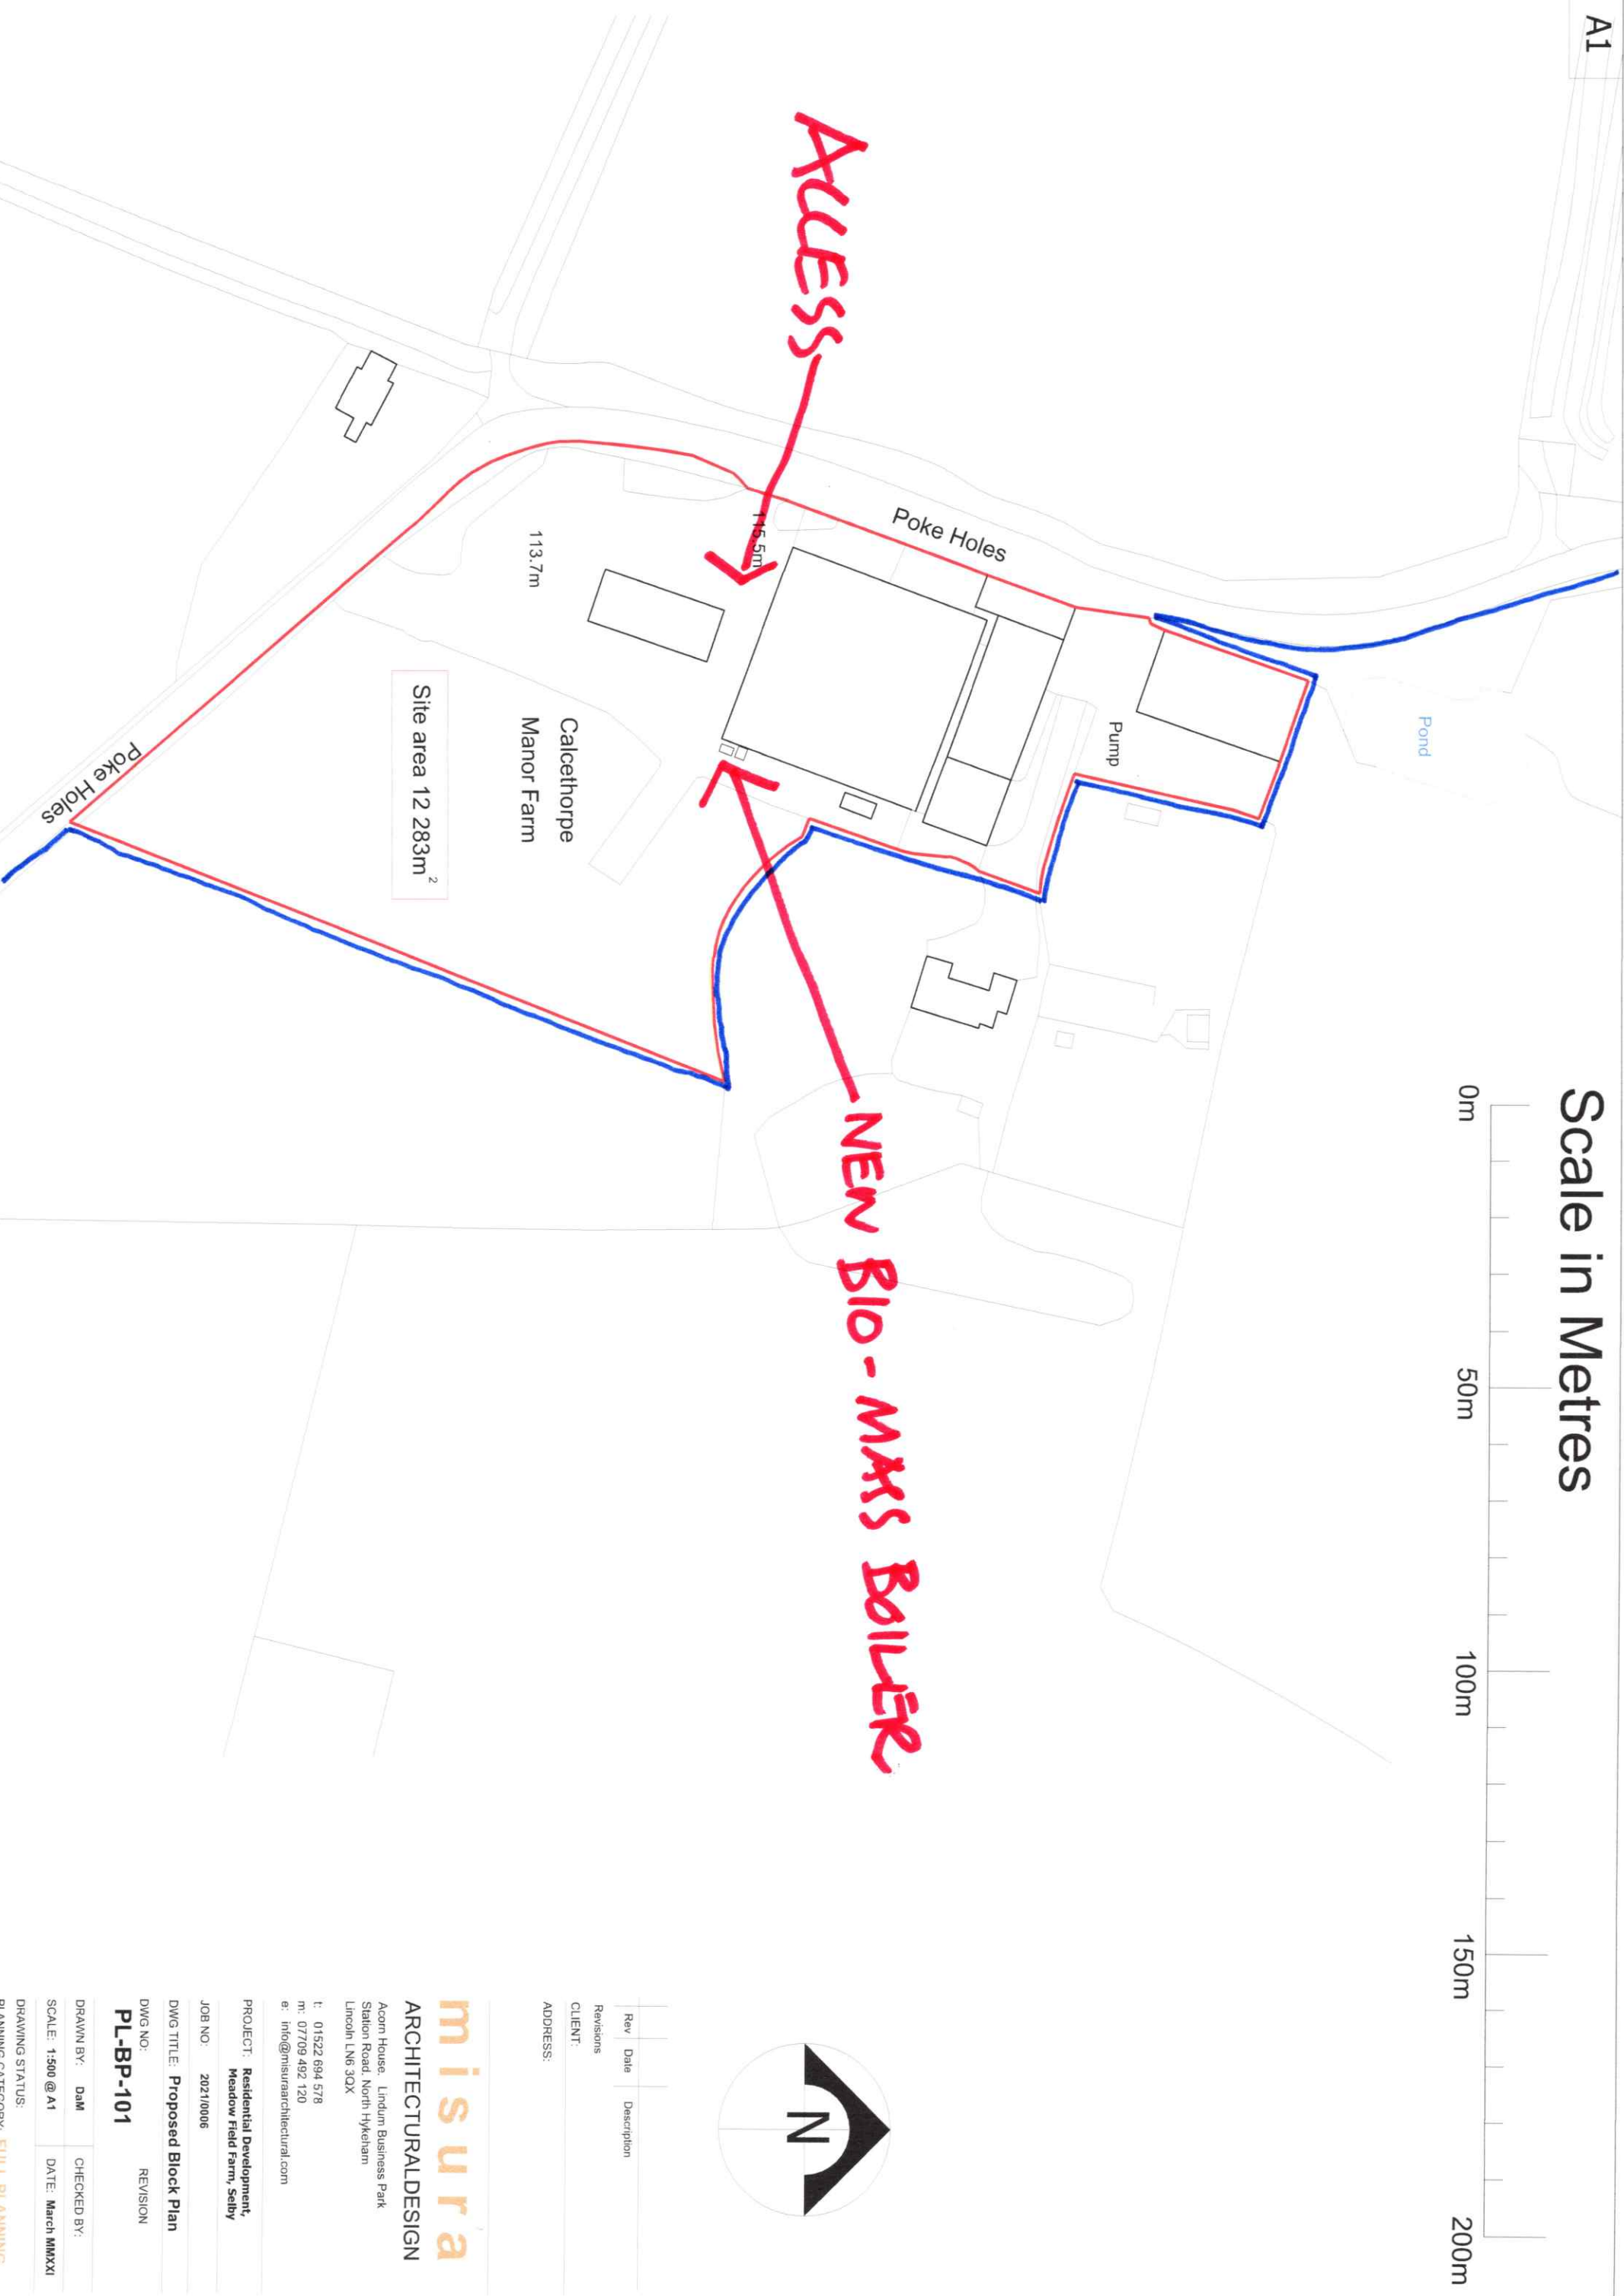 A1
Scale in Metres
0m 50m 100m 150m 200m
Pond
Pump
Poke Holes
ACCESS
115.5m
NEW BIO-MASS BOILER
113.7m
Calcethorpe
Manor Farm
Site area 12 283m²
Poke Holes
N
Rev Date Description
Revisions
CLIENT:
ADDRESS:
misura
ARCHITECTURALDESIGN
Acorn House. Lindum Business Park
Station Road. North Hykeham
Lincoln LN6 3QX
t: 01522 694 578
m: 07709 492 120
e: info@misuraarchitectural.com
PROJECT: Residential Development,
Meadow Field Farm, Selby
JOB NO: 2021/0006
DWG TITLE: Proposed Block Plan
DWG NO: REVISION
PL-BP-101
DRAWN BY: DaM CHECKED BY:
SCALE: 1:500 @ A1 DATE: March MMXXI
DRAWING STATUS:
PLANNING CATEGORY: FULL PLANNING